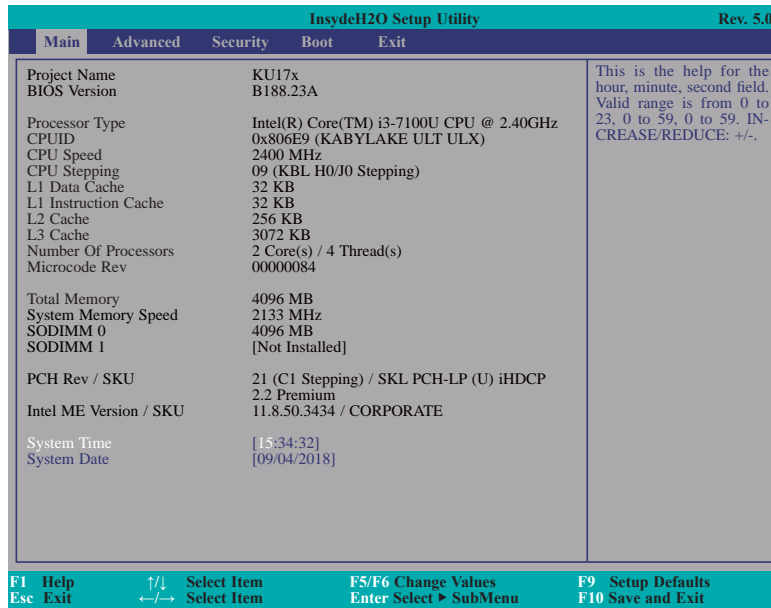 InsydeH2O Setup Utility Rev. 5.0
Main Advanced Security Boot Exit
Project Name KU17x
BIOS Version B188.23A
Processor Type Intel(R) Core(TM) i3-7100U CPU @ 2.40GHz
CPUID 0x806E9 (KABYLAKE ULT ULX)
CPU Speed 2400 MHz
CPU Stepping 09 (KBL H0/J0 Stepping)
L1 Data Cache 32 KB
L1 Instruction Cache 32 KB
L2 Cache 256 KB
L3 Cache 3072 KB
Number Of Processors 2 Core(s) / 4 Thread(s)
Microcode Rev 00000084
Total Memory 4096 MB
System Memory Speed 2133 MHz
SODIMM 0 4096 MB
SODIMM 1 [Not Installed]
PCH Rev / SKU 21 (C1 Stepping) / SKL PCH-LP (U) iHDCP
2.2 Premium
Intel ME Version / SKU 11.8.50.3434 / CORPORATE
System Time [15:34:32]
System Date [09/04/2018]
This is the help for the
hour, minute, second field.
Valid range is from 0 to
23, 0 to 59, 0 to 59. IN-
CREASE/REDUCE: +/-.
F1 Help ↑/↓ Select Item F5/F6 Change Values F9 Setup Defaults
Esc Exit ←/→ Select Item Enter Select ▶ SubMenu F10 Save and Exit